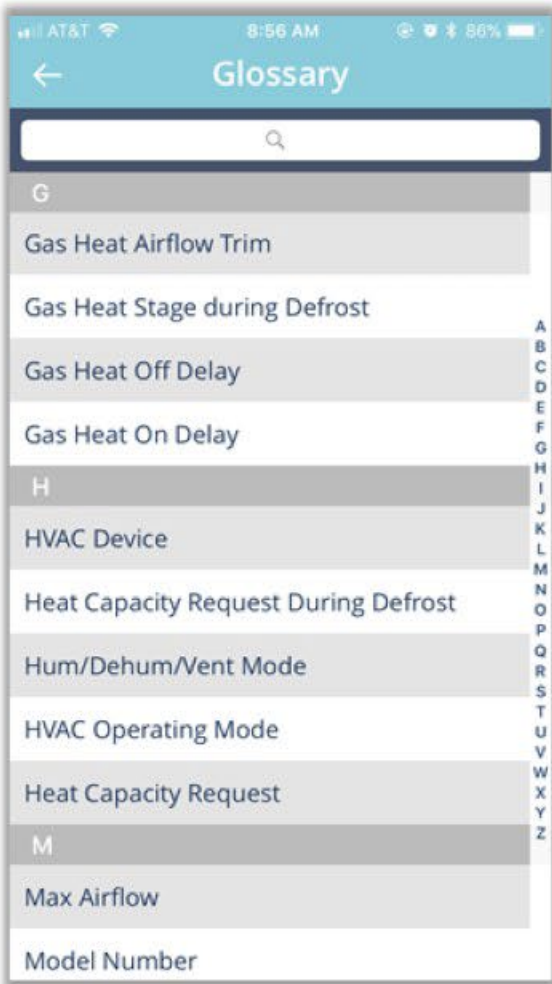 AT&T 8:56 AM 86%
Glossary
G
Gas Heat Airflow Trim
Gas Heat Stage during Defrost
Gas Heat Off Delay
Gas Heat On Delay
H
HVAC Device
Heat Capacity Request During Defrost
Hum/Dehum/Vent Mode
HVAC Operating Mode
Heat Capacity Request
M
Max Airflow
Model Number
A
B
C
D
E
F
G
H
I
J
K
L
M
N
O
P
Q
R
S
T
U
V
W
X
Y
Z